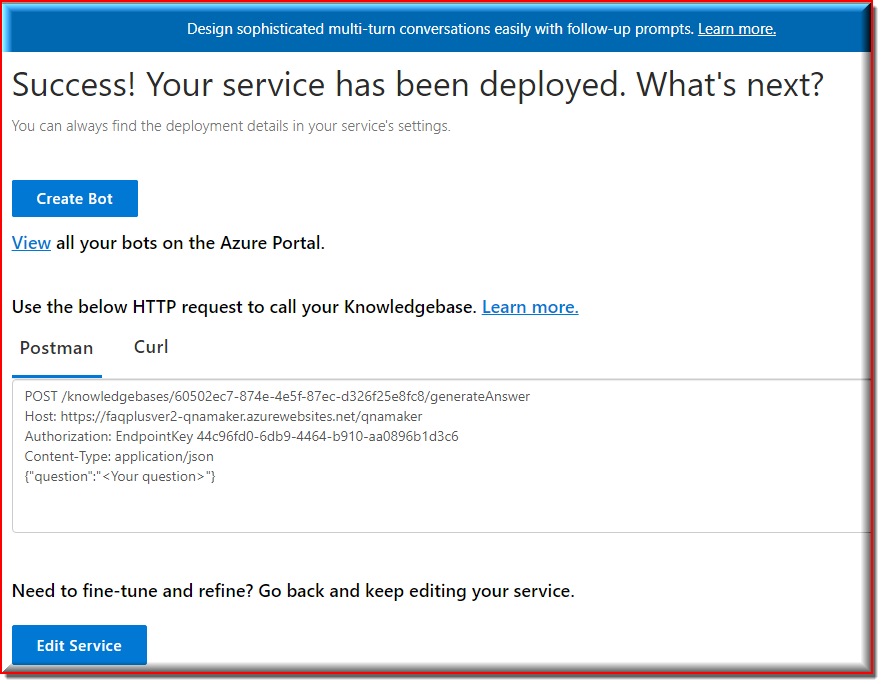 Design sophisticated multi-turn conversations easily with follow-up prompts. Learn more.
Success! Your service has been deployed. What's next?
You can always find the deployment details in your service's settings.
Create Bot
View all your bots on the Azure Portal.
Use the below HTTP request to call your Knowledgebase. Learn more.
Postman Curl
POST /knowledgebases/60502ec7-874e-4e5f-87ec-d326f25e8fc8/generateAnswer
Host: https://faqplusver2-qnamaker.azurewebsites.net/qnamaker
Authorization: EndpointKey 44c96fd0-6db9-4464-b910-aa0896b1d3c6
Content-Type: application/json
{"question":"<Your question>"}
Need to fine-tune and refine? Go back and keep editing your service.
Edit Service